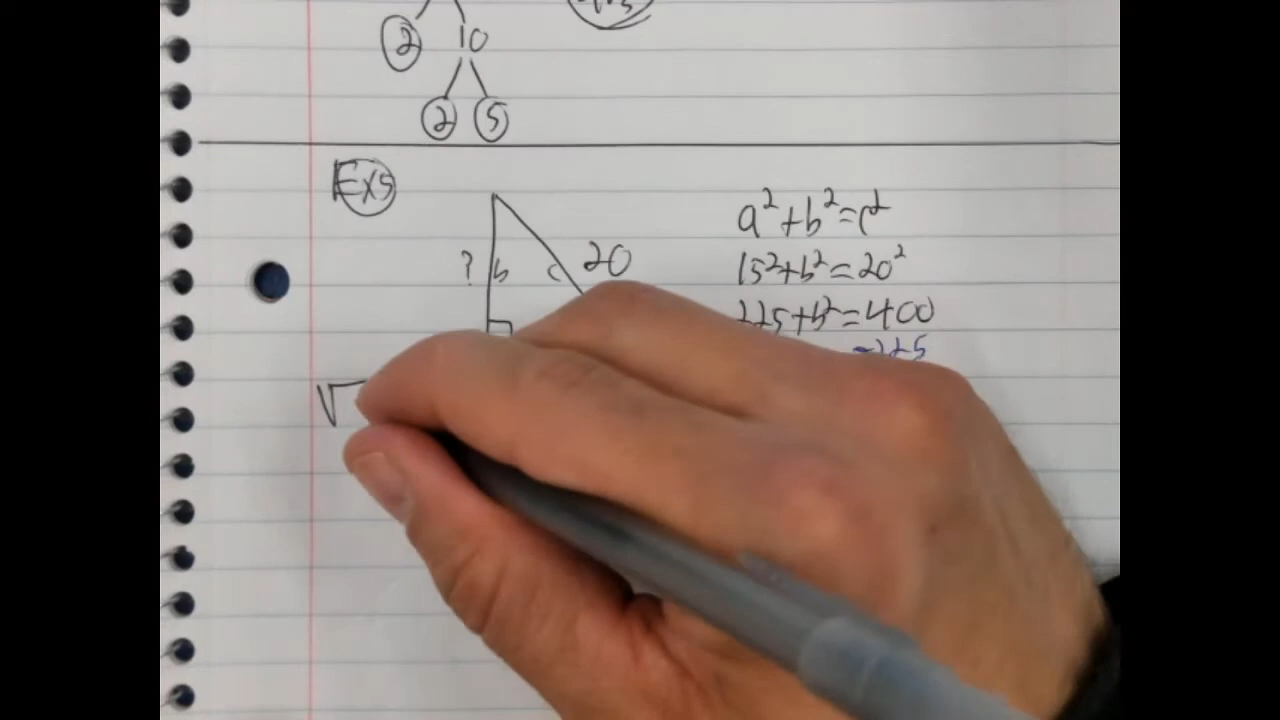 2 10
2 5
Ex5
a²+b²=c²
? b c 20
15²+b²=20²
225+b²=400
-225
√